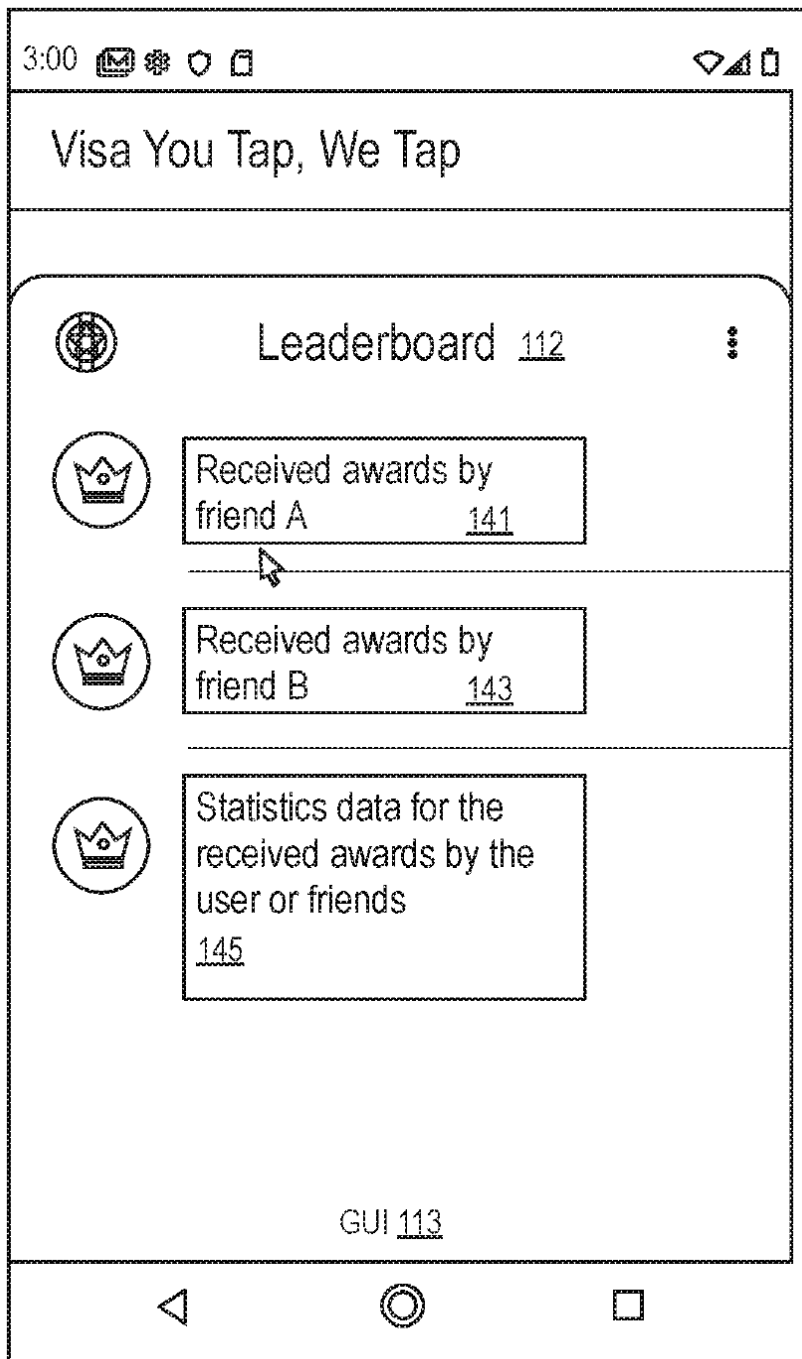 3:00
Visa You Tap, We Tap
Leaderboard 112
Received awards by
friend A 141
Received awards by
friend B 143
Statistics data for the
received awards by the
user or friends
145
GUI 113